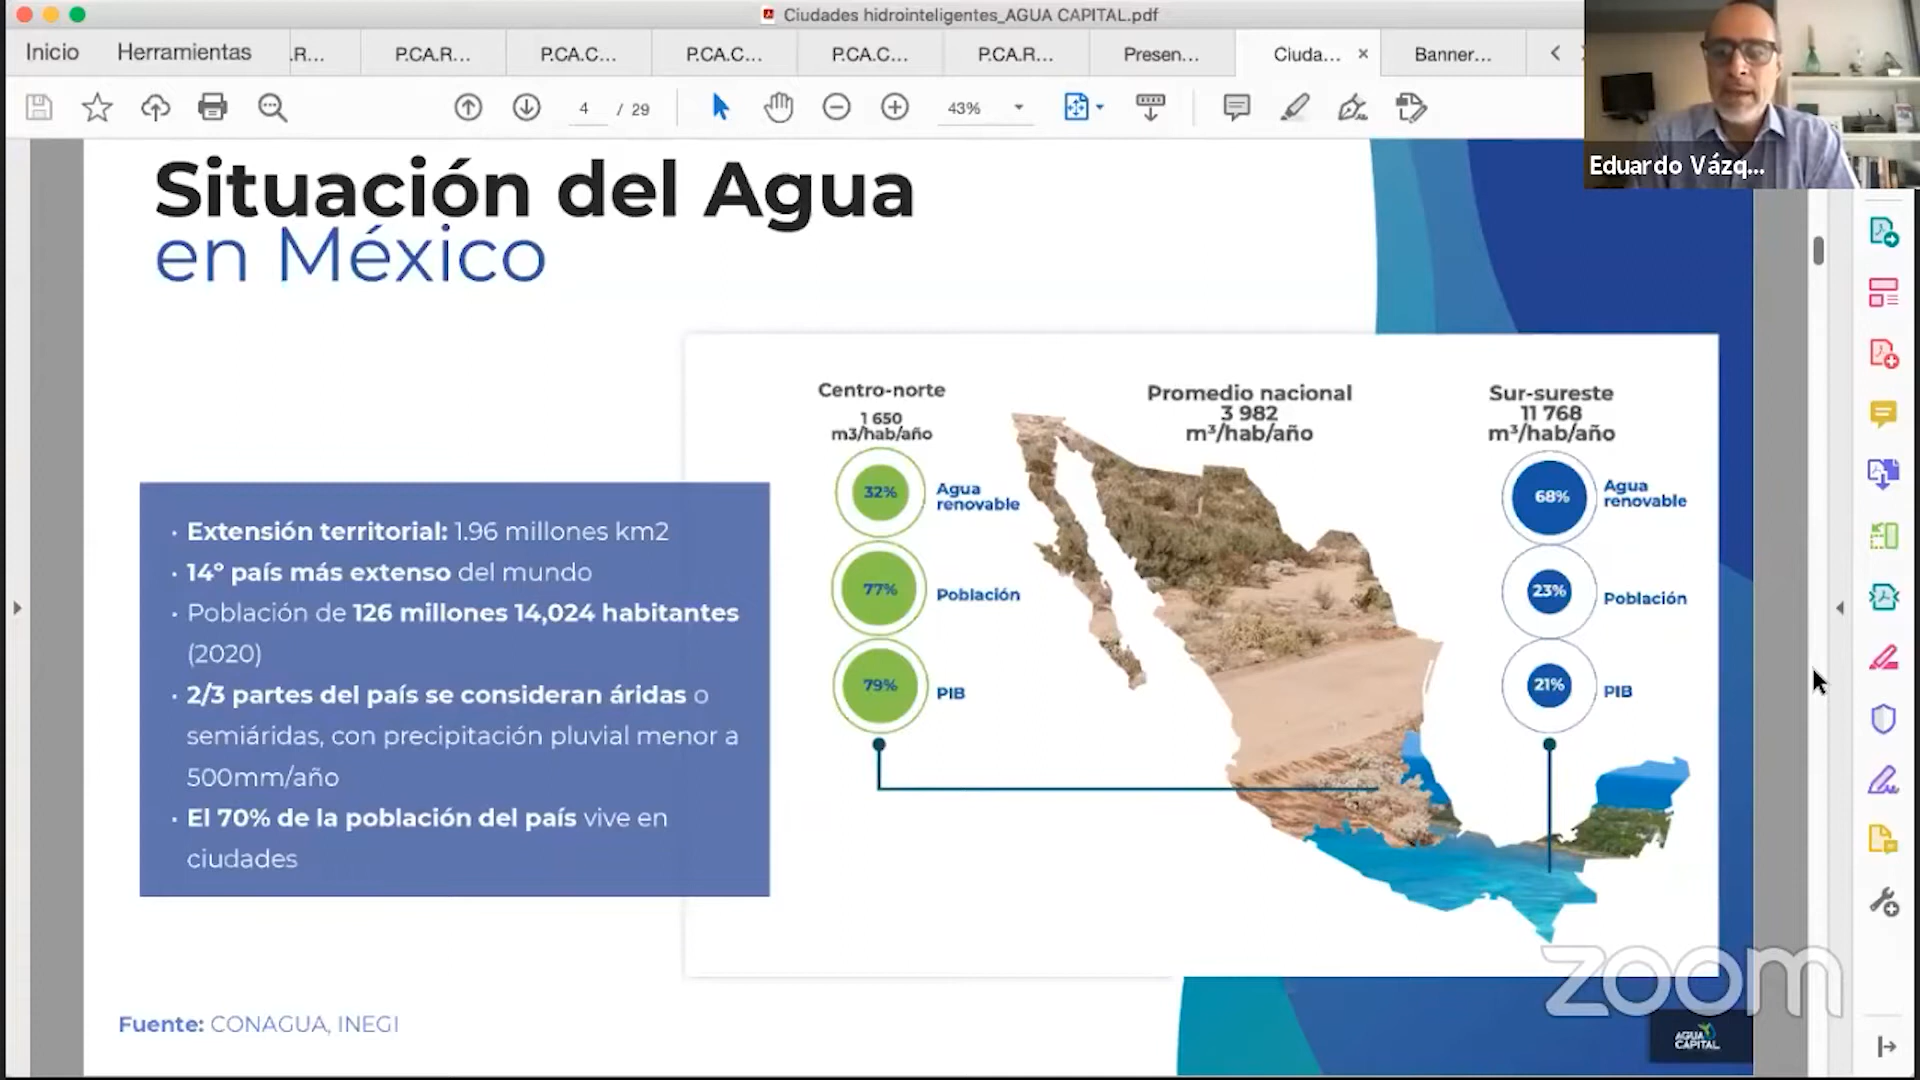 Ciudades hidrointeligentes_AGUA CAPITAL.pdf
Inicio Herramientas .R... P.CA.R... P.CA.C... P.CA.C... P.CA.C... P.CA.R... Presen... Ciuda... × Banner...
4 / 29 43%
Eduardo Vázq...
Situación del Agua
en México
Centro-norte
1 650
m3/hab/año
32% Agua
renovable
77% Población
79% PIB
Promedio nacional
3 982
m³/hab/año
Sur-sureste
11 768
m³/hab/año
68% Agua
renovable
23% Población
21% PIB
· Extensión territorial: 1.96 millones km2
· 14º país más extenso del mundo
· Población de 126 millones 14,024 habitantes
(2020)
· 2/3 partes del país se consideran áridas o
semiáridas, con precipitación pluvial menor a
500mm/año
· El 70% de la población del país vive en
ciudades
Fuente: CONAGUA, INEGI
zoom
AGUA
CAPITAL